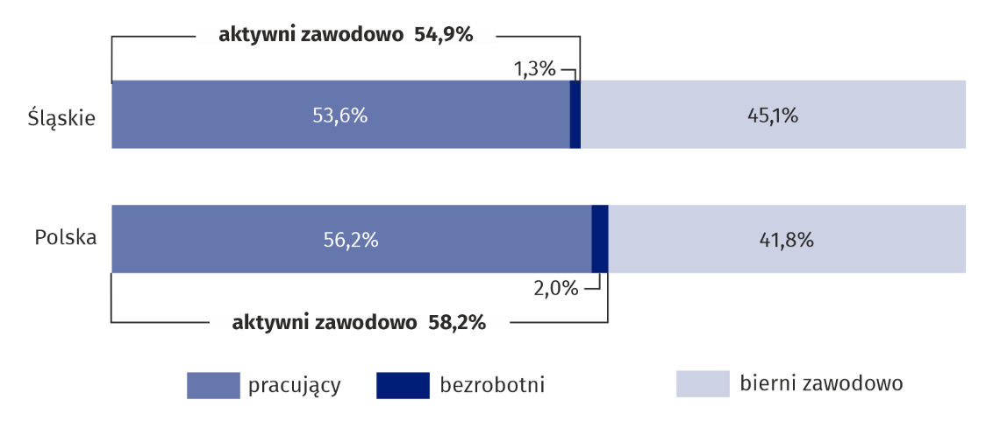 aktywni zawodowo 54,9%
1,3%
Śląskie 53,6% 45,1%
Polska 56,2% 41,8%
2,0%
aktywni zawodowo 58,2%
pracujący bezrobotni bierni zawodowo